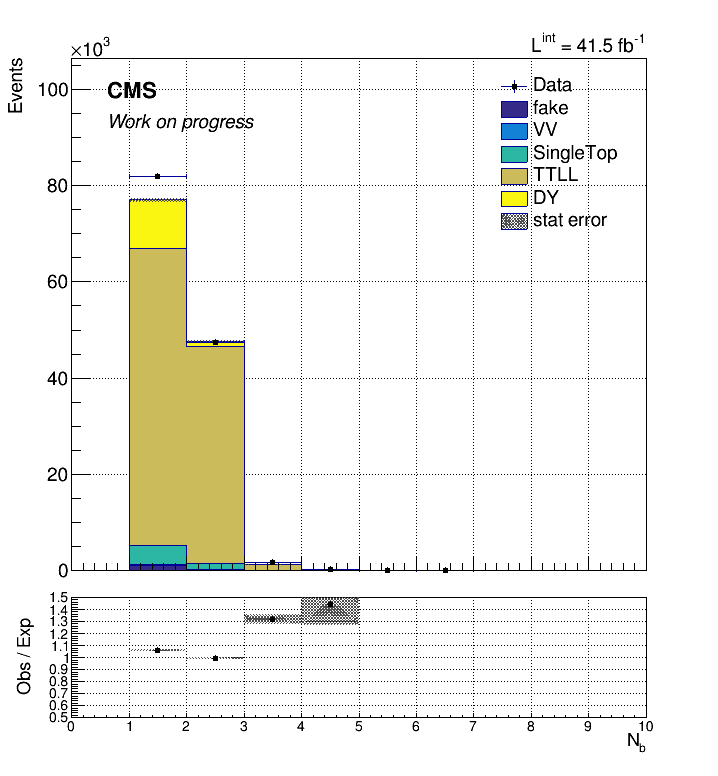 ×10³
L^int = 41.5 fb⁻¹
Events
100
80
60
40
20
0
CMS
Work on progress
Data
fake
VV
SingleTop
TTLL
DY
stat error
Obs / Exp
1.5
1.4
1.3
1.2
1.1
1
0.9
0.8
0.7
0.6
0.5
0 1 2 3 4 5 6 7 8 9 10
N_b